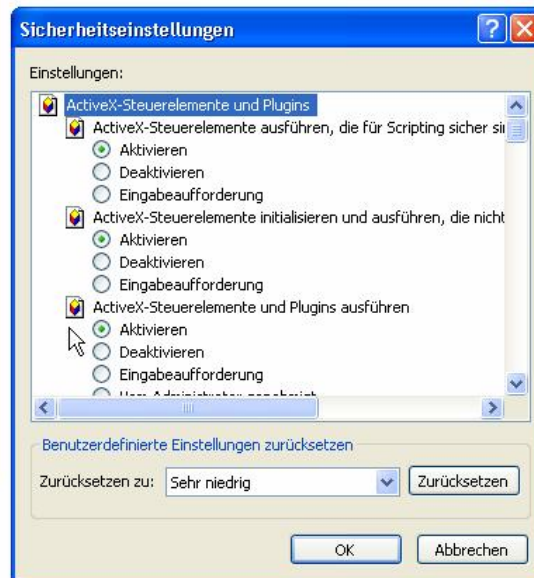 Sicherheitseinstellungen
Einstellungen:
ActiveX-Steuerelemente und Plugins
ActiveX-Steuerelemente ausführen, die für Scripting sicher
Aktivieren
Deaktivieren
Eingabeaufforderung
ActiveX-Steuerelemente initialisieren und ausführen, die nicht
Aktivieren
Deaktivieren
Eingabeaufforderung
ActiveX-Steuerelemente und Plugins ausführen
Aktivieren
Deaktivieren
Eingabeaufforderung
Benutzerdefinierte Einstellungen zurücksetzen
Zurücksetzen zu: Sehr niedrig Zurücksetzen
OK Abbrechen